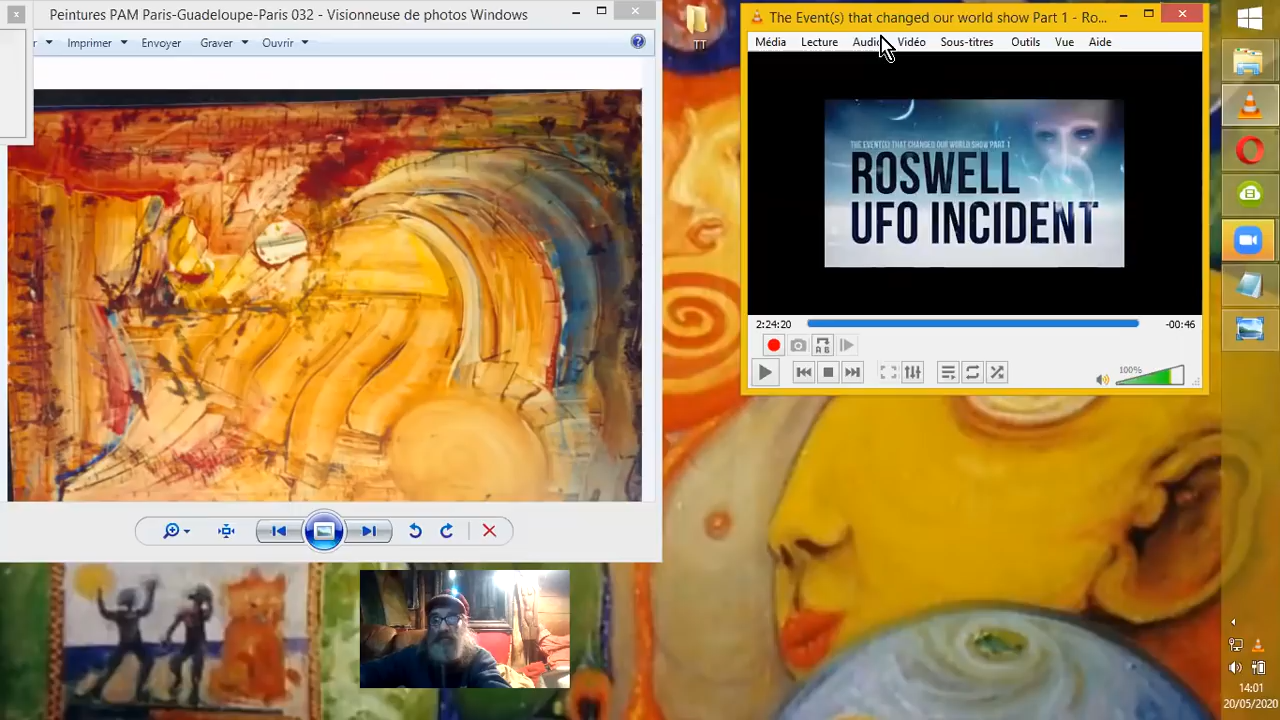 Peintures PAM Paris-Guadeloupe-Paris 032 - Visionneuse de photos Windows
Imprimer Envoyer Graver Ouvrir
TT
The Event(s) that changed our world show Part 1 - Ro...
Média Lecture Audio Vidéo Sous-titres Outils Vue Aide
THE EVENT(S) THAT CHANGED OUR WORLD SHOW PART 1
ROSWELL
UFO INCIDENT
2:24:20 -00:46
100%
14:01
20/05/2020